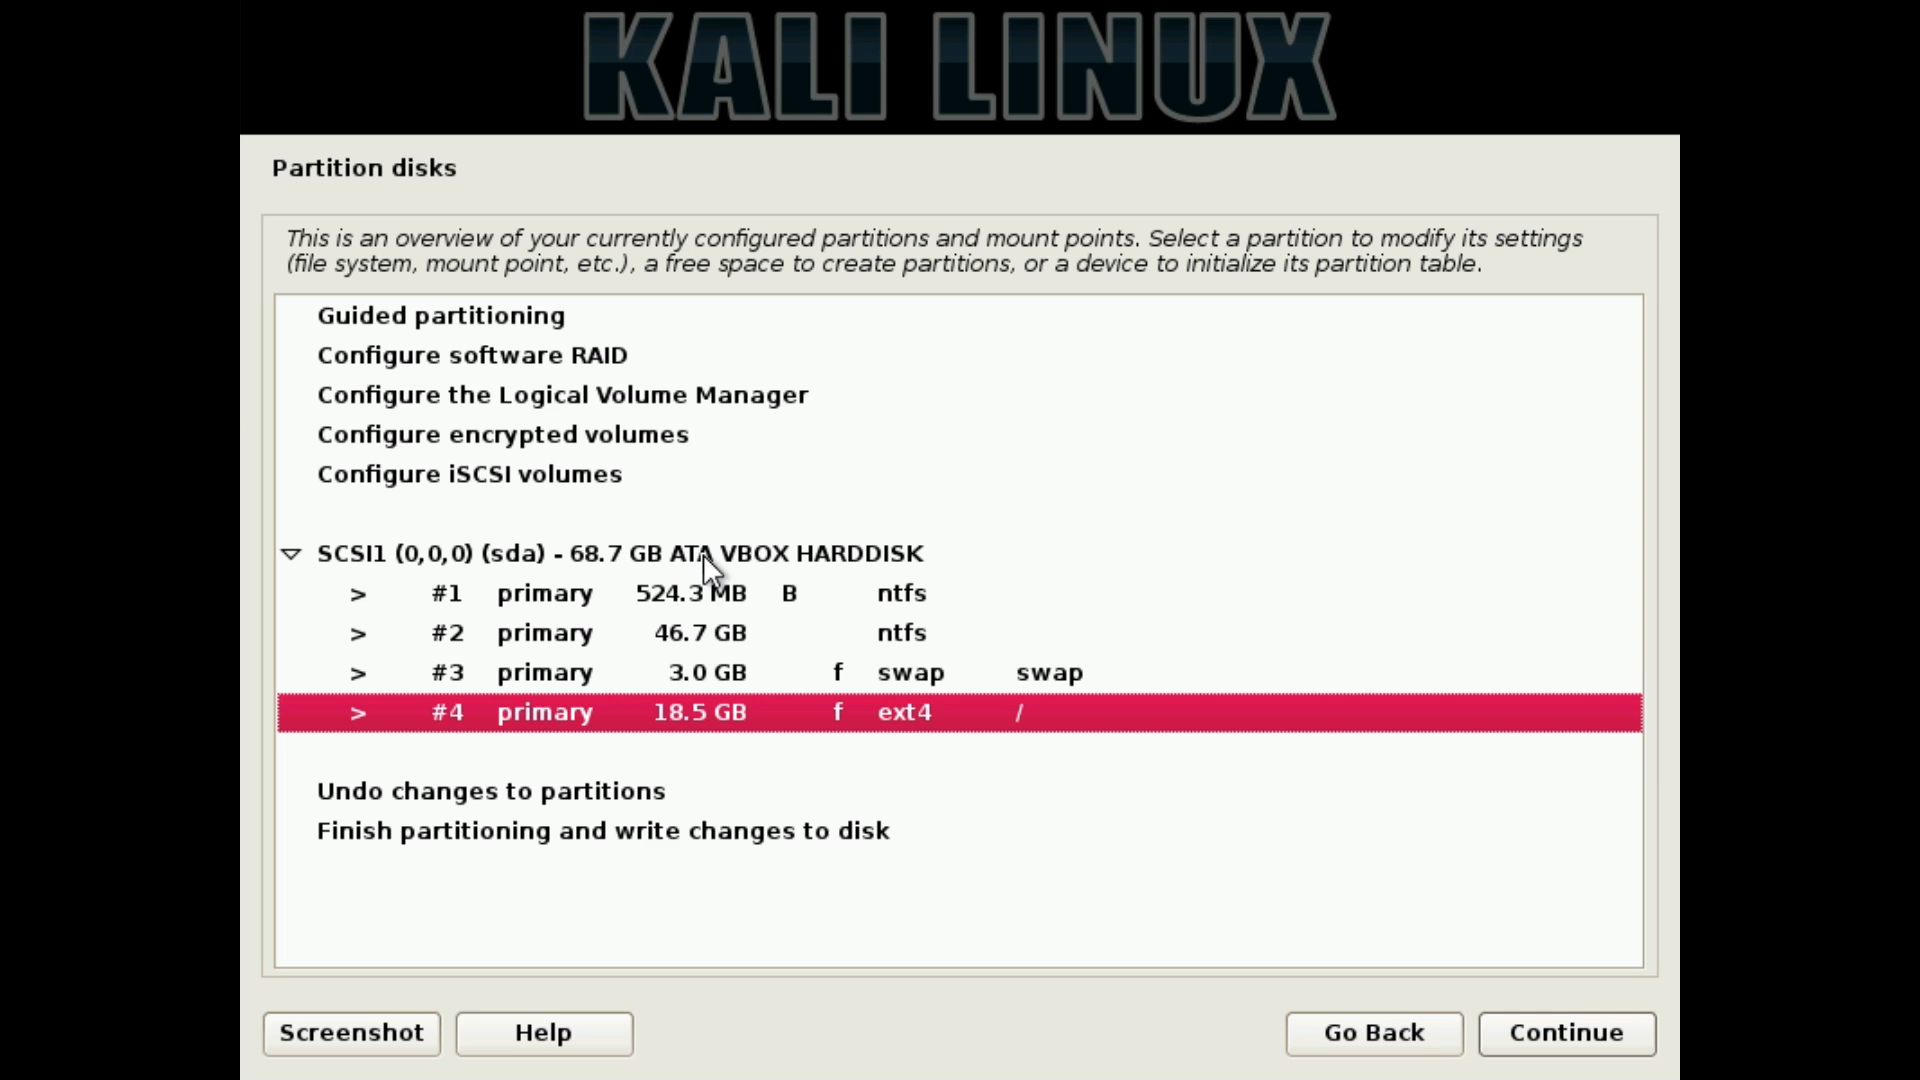 KALI LINUX
Partition disks
This is an overview of your currently configured partitions and mount points. Select a partition to modify its settings
(file system, mount point, etc.), a free space to create partitions, or a device to initialize its partition table.
Guided partitioning
Configure software RAID
Configure the Logical Volume Manager
Configure encrypted volumes
Configure iSCSI volumes
SCSI1 (0,0,0) (sda) - 68.7 GB ATA VBOX HARDDISK
> #1 primary 524.3 MB B ntfs
> #2 primary 46.7 GB ntfs
> #3 primary 3.0 GB f swap swap
> #4 primary 18.5 GB f ext4 /
Undo changes to partitions
Finish partitioning and write changes to disk
Screenshot Help Go Back Continue